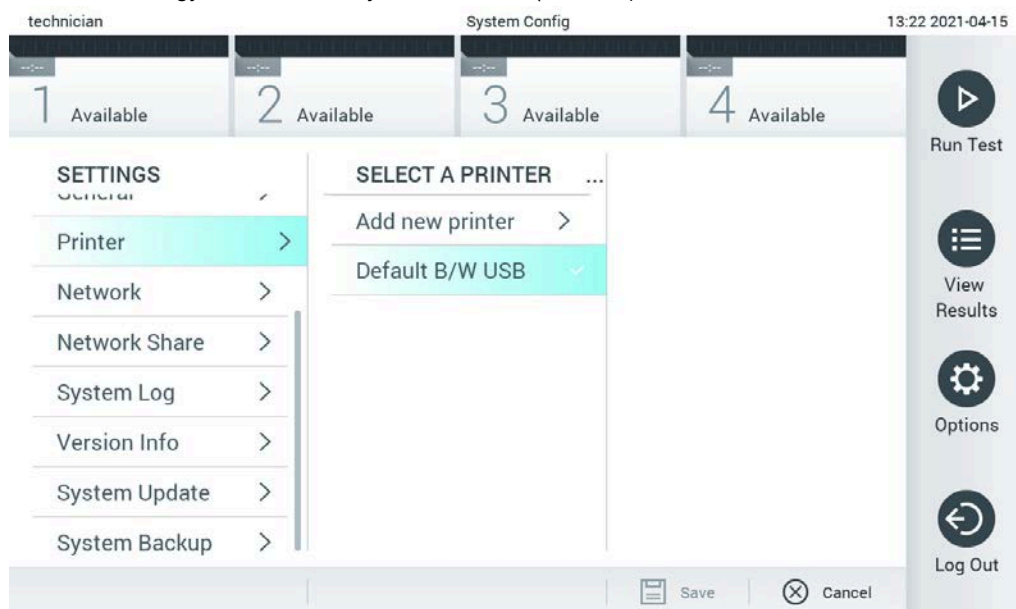 technician
System Config
13:22 2021-04-15
--:--
--:--
--:--
--:--
1 Available
2 Available
3 Available
4 Available
Run Test
SETTINGS
General
Printer
Network
Network Share
System Log
Version Info
System Update
System Backup
SELECT A PRINTER ...
Add new printer
Default B/W USB
View
Results
Options
Log Out
Save
Cancel